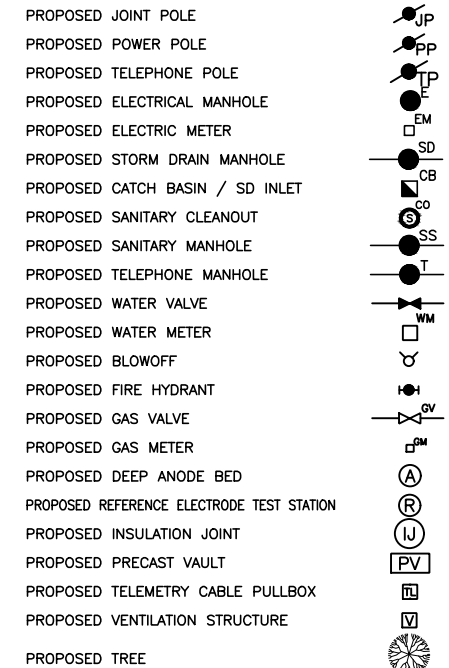 PROPOSED JOINT POLE JP
PROPOSED POWER POLE PP
PROPOSED TELEPHONE POLE TP
PROPOSED ELECTRICAL MANHOLE E
PROPOSED ELECTRIC METER EM
PROPOSED STORM DRAIN MANHOLE SD
PROPOSED CATCH BASIN / SD INLET CB
PROPOSED SANITARY CLEANOUT S CO
PROPOSED SANITARY MANHOLE SS
PROPOSED TELEPHONE MANHOLE T
PROPOSED WATER VALVE
PROPOSED WATER METER WM
PROPOSED BLOWOFF
PROPOSED FIRE HYDRANT
PROPOSED GAS VALVE GV
PROPOSED GAS METER GM
PROPOSED DEEP ANODE BED A
PROPOSED REFERENCE ELECTRODE TEST STATION R
PROPOSED INSULATION JOINT IJ
PROPOSED PRECAST VAULT PV
PROPOSED TELEMETRY CABLE PULLBOX TL
PROPOSED VENTILATION STRUCTURE V
PROPOSED TREE